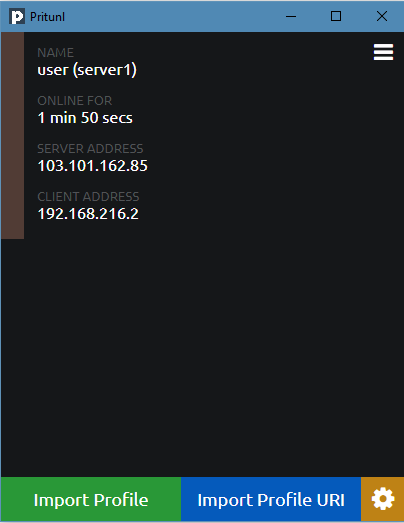 Pritunl
NAME
user (server1)
ONLINE FOR
1 min 50 secs
SERVER ADDRESS
103.101.162.85
CLIENT ADDRESS
192.168.216.2
Import Profile
Import Profile URI